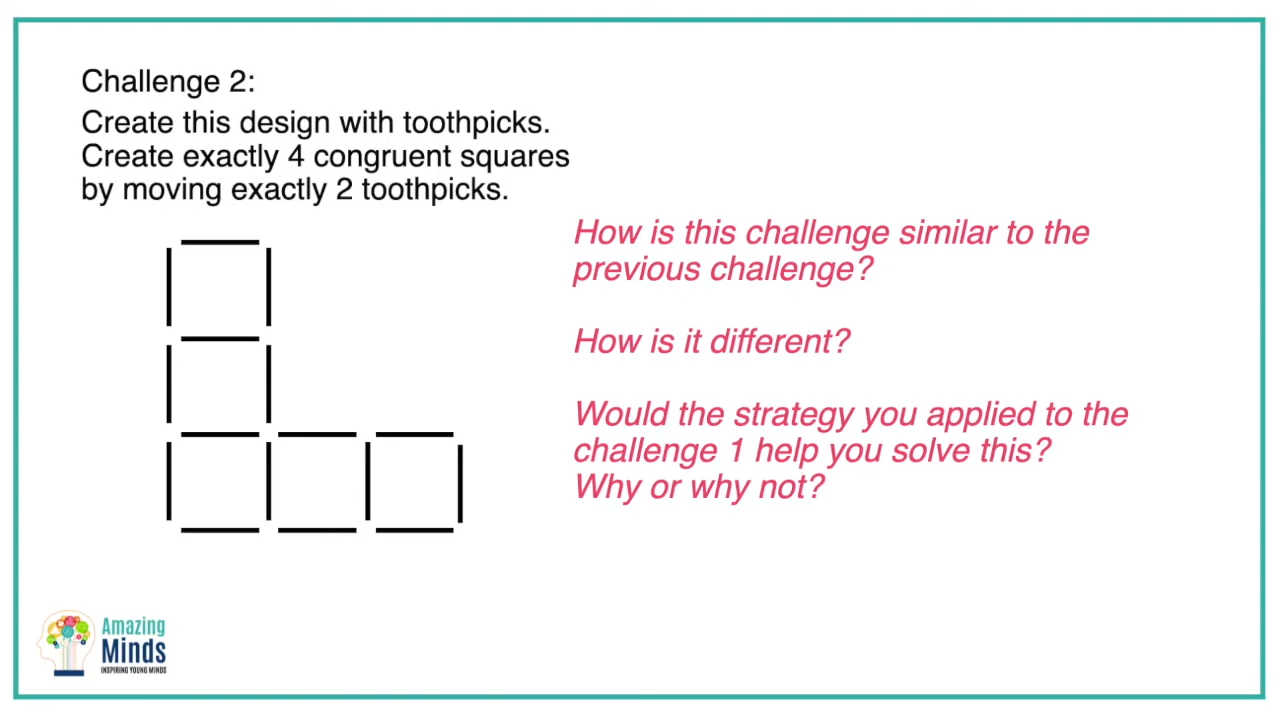 Challenge 2:
Create this design with toothpicks.
Create exactly 4 congruent squares
by moving exactly 2 toothpicks.
How is this challenge similar to the
previous challenge?
How is it different?
Would the strategy you applied to the
challenge 1 help you solve this?
Why or why not?
Amazing
Minds
INSPIRING YOUNG MINDS